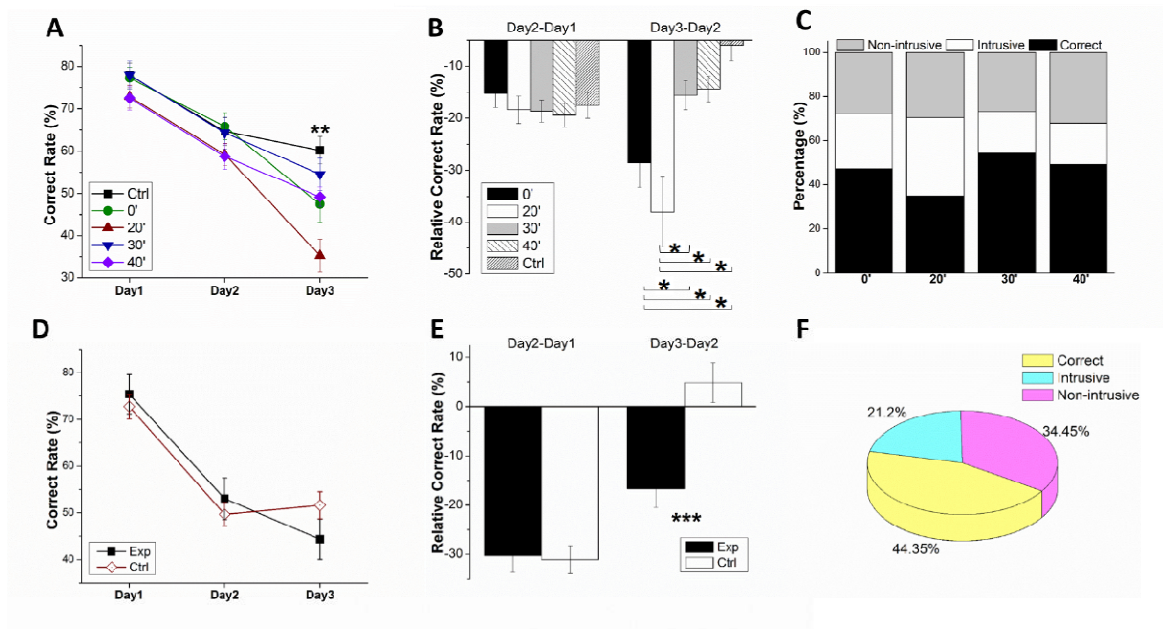 A
Correct Rate (%)
80
70
60
50
40
30
**
Ctrl
0'
20'
30'
40'
Day1 Day2 Day3
B
Day2-Day1 Day3-Day2
Relative Correct Rate (%)
-10
-20
-30
-40
-50
0'
20'
30'
40'
Ctrl
*
*
*
*
*
*
C
Non-intrusive Intrusive Correct
Percentage (%)
100
80
60
40
20
0
0' 20' 30' 40'
D
Correct Rate (%)
80
70
60
50
40
Exp
Ctrl
Day1 Day2 Day3
E
Day2-Day1 Day3-Day2
Relative Correct Rate (%)
10
0
-10
-20
-30
***
Exp
Ctrl
F
Correct
Intrusive
Non-intrusive
21.2%
34.45%
44.35%